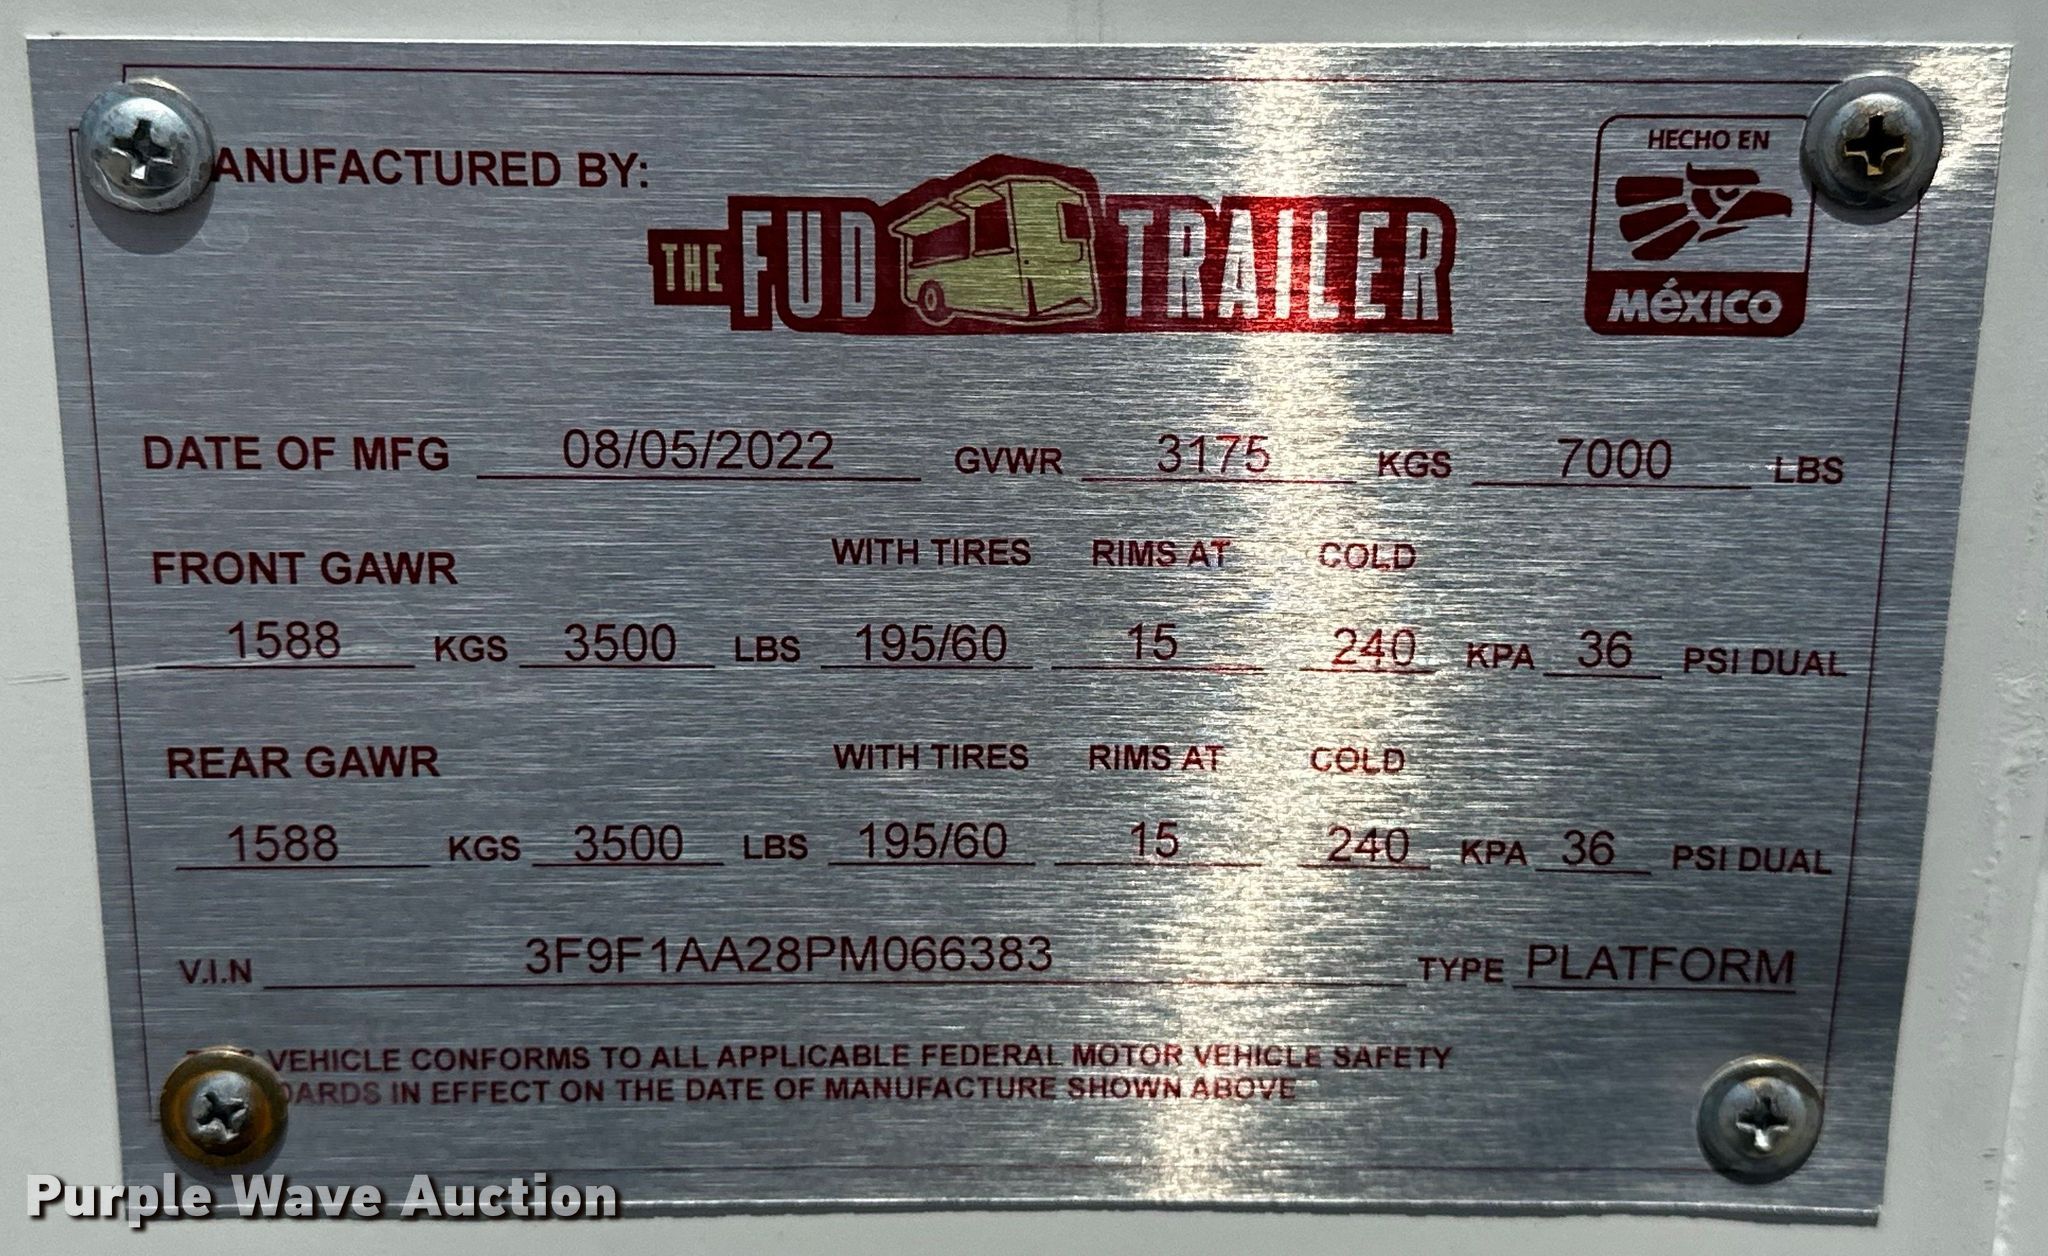 ANUFACTURED BY:
THE FUD TRAILER
HECHO EN
MéXICO
DATE OF MFG 08/05/2022 GVWR 3175 KGS 7000 LBS
FRONT GAWR WITH TIRES RIMS AT COLD
1588 KGS 3500 LBS 195/60 15 240 KPA 36 PSI DUAL
REAR GAWR WITH TIRES RIMS AT COLD
1588 KGS 3500 LBS 195/60 15 240 KPA 36 PSI DUAL
V.I.N 3F9F1AA28PM066383 TYPE PLATFORM
VEHICLE CONFORMS TO ALL APPLICABLE FEDERAL MOTOR VEHICLE SAFETY
DARDS IN EFFECT ON THE DATE OF MANUFACTURE SHOWN ABOVE
Purple Wave Auction